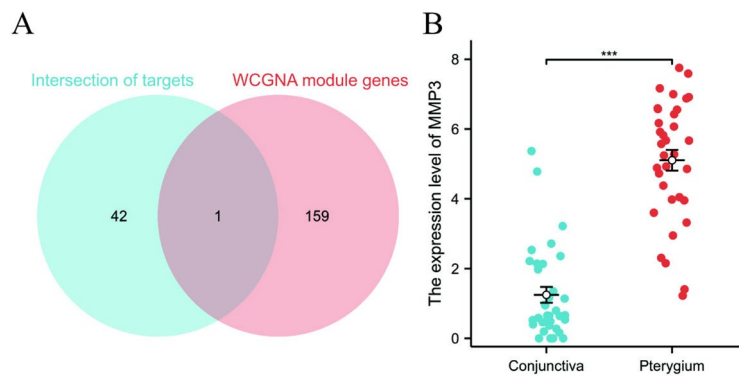 A
Intersection of targets
WCGNA module genes
42
1
159
B
The expression level of MMP3
8
6
4
2
0
***
Conjunctiva
Pterygium